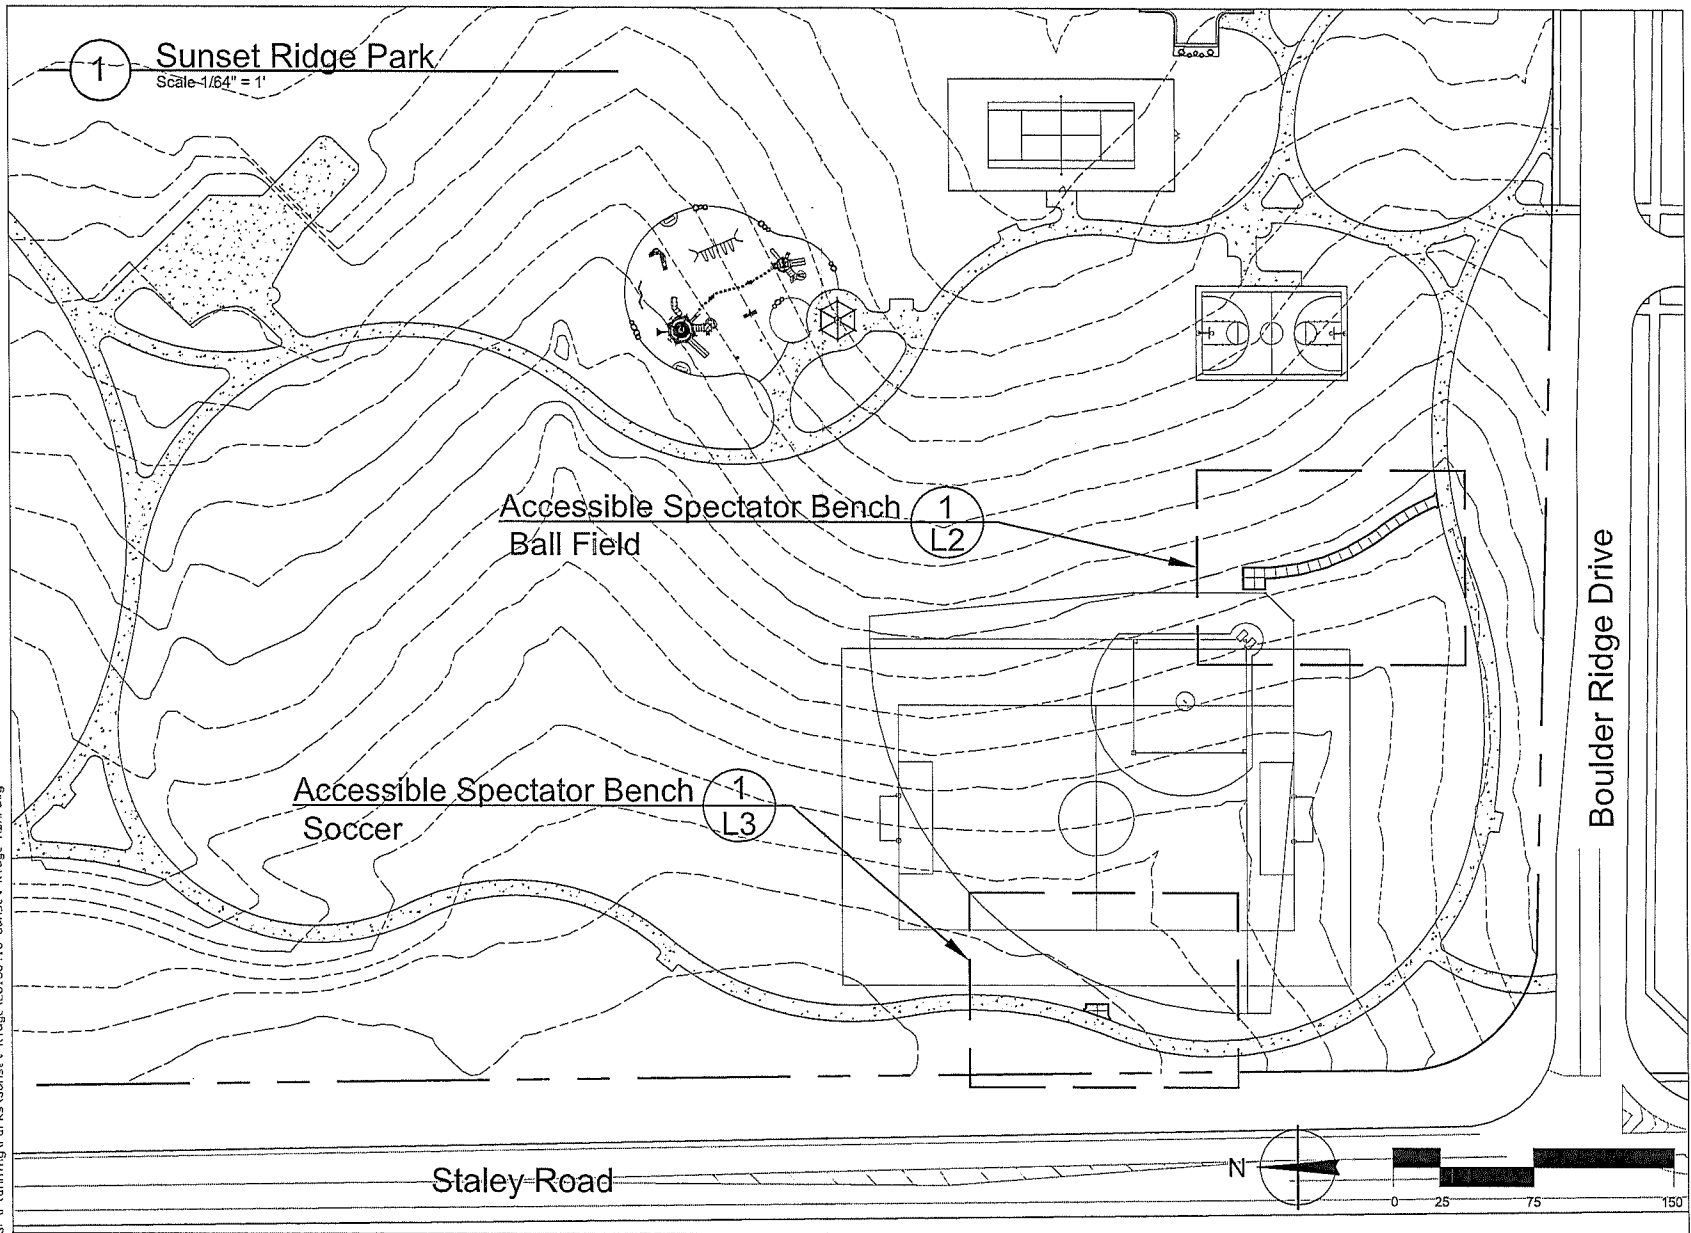 1
Sunset Ridge Park
Scale 1/64" = 1'
Accessible Spectator Bench
Ball Field
1
L2
Accessible Spectator Bench
Soccer
1
L3
Boulder Ridge Drive
Staley Road
N
0 25 75 150